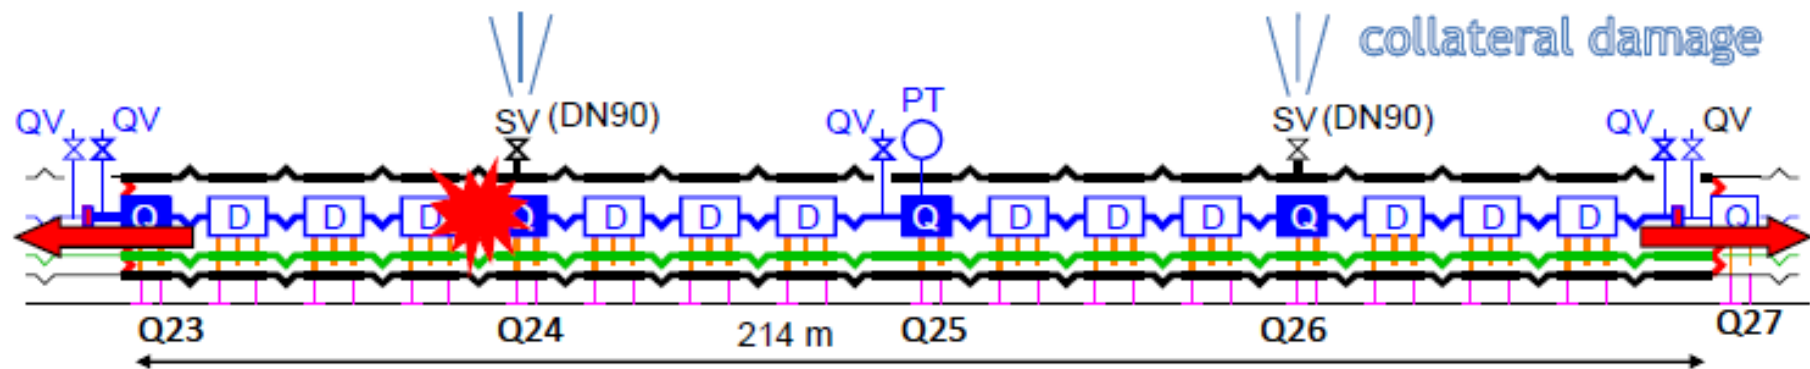 collateral damage
QV QV SV (DN90) QV PT SV (DN90) QV QV
Q D D D Q D D D Q D D D Q D D D Q
Q23 Q24 214 m Q25 Q26 Q27